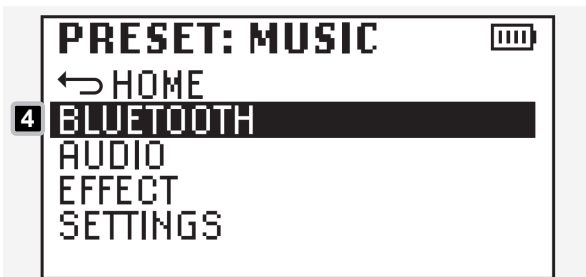 PRESET: MUSIC
HOME
4 BLUETOOTH
AUDIO
EFFECT
SETTINGS